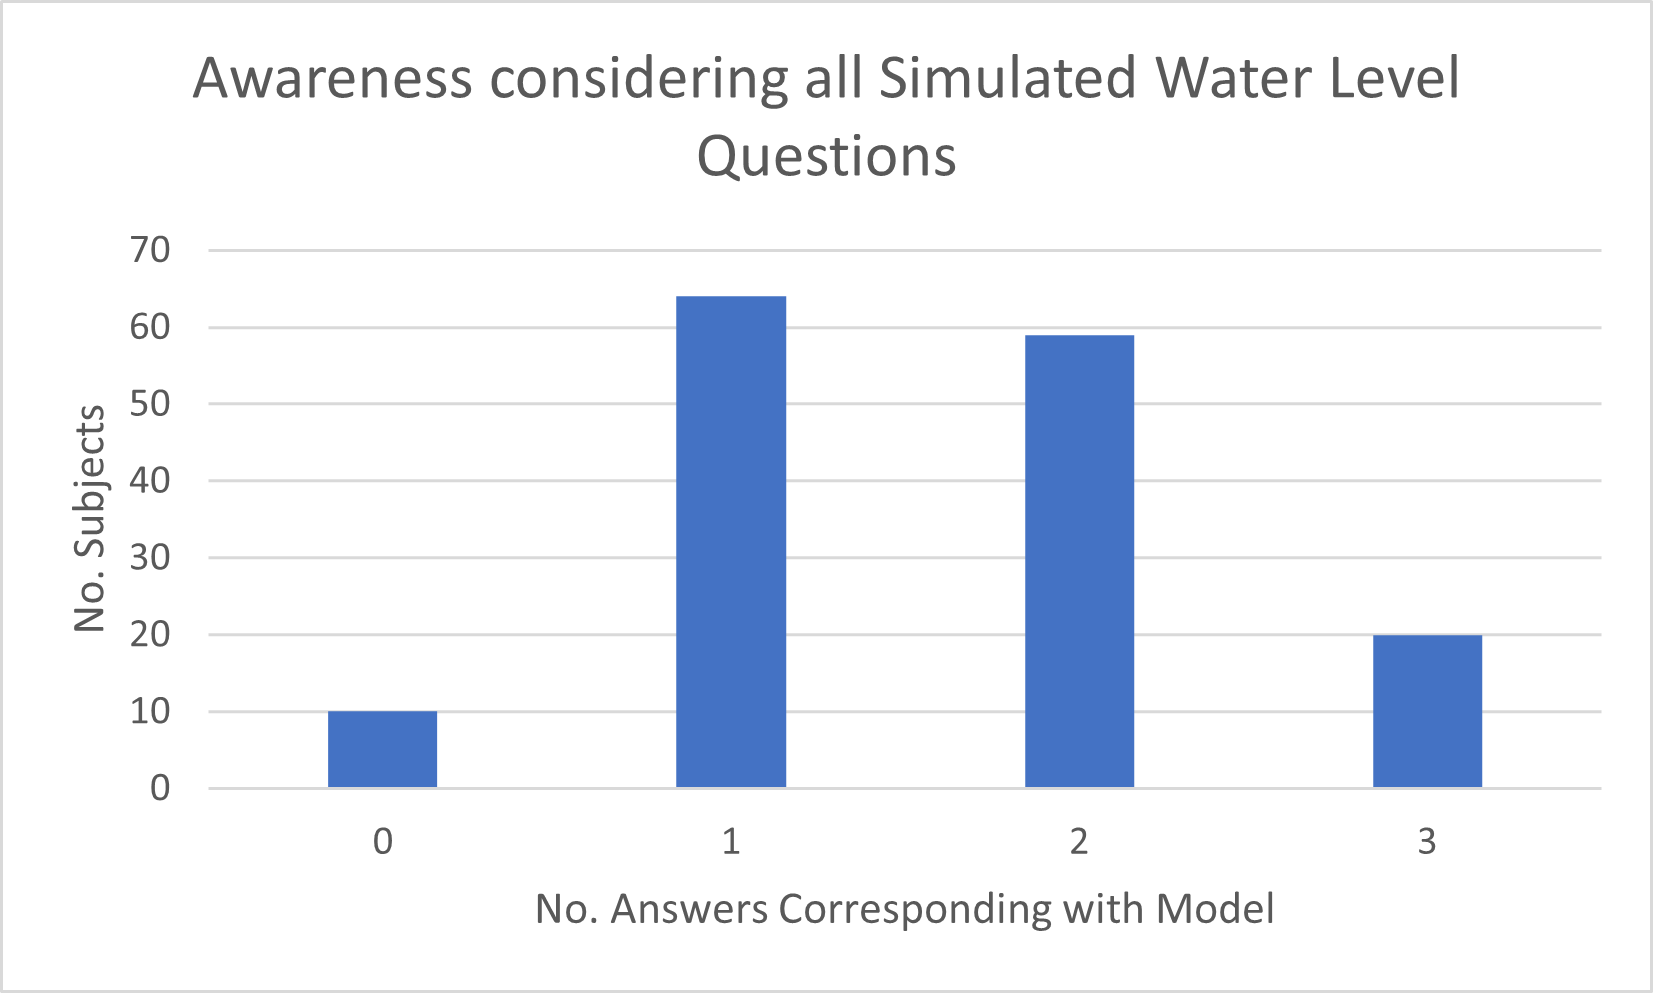 Awareness considering all Simulated Water Level
Questions
70
60
50
40
30
20
10
0
No. Subjects
0 1 2 3
No. Answers Corresponding with Model